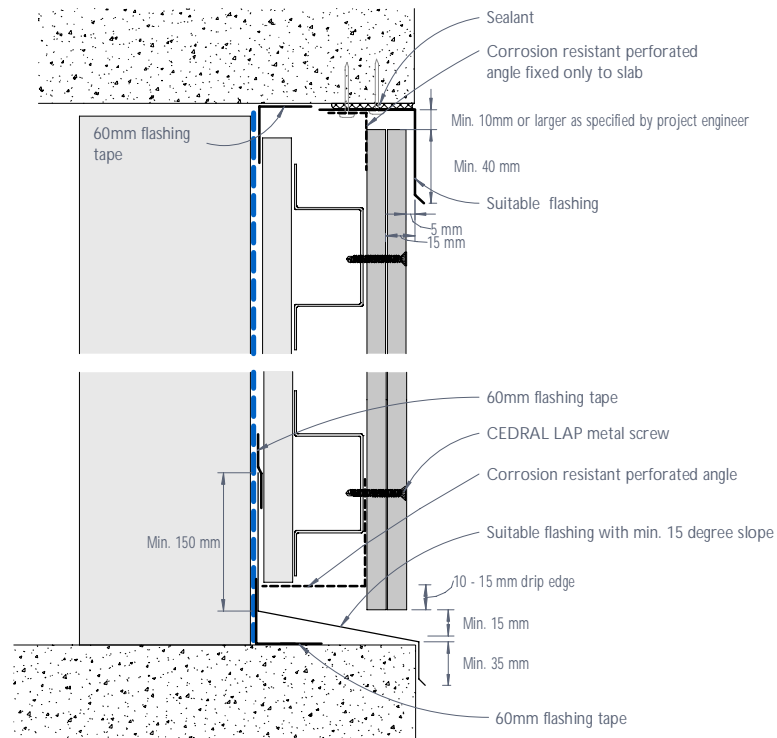 Sealant
Corrosion resistant perforated
angle fixed only to slab
60mm flashing
tape
Min. 10mm or larger as specified by project engineer
Min. 40 mm
Suitable flashing
5 mm
15 mm
60mm flashing tape
CEDRAL LAP metal screw
Corrosion resistant perforated angle
Min. 150 mm
Suitable flashing with min. 15 degree slope
10 - 15 mm drip edge
Min. 15 mm
Min. 35 mm
60mm flashing tape